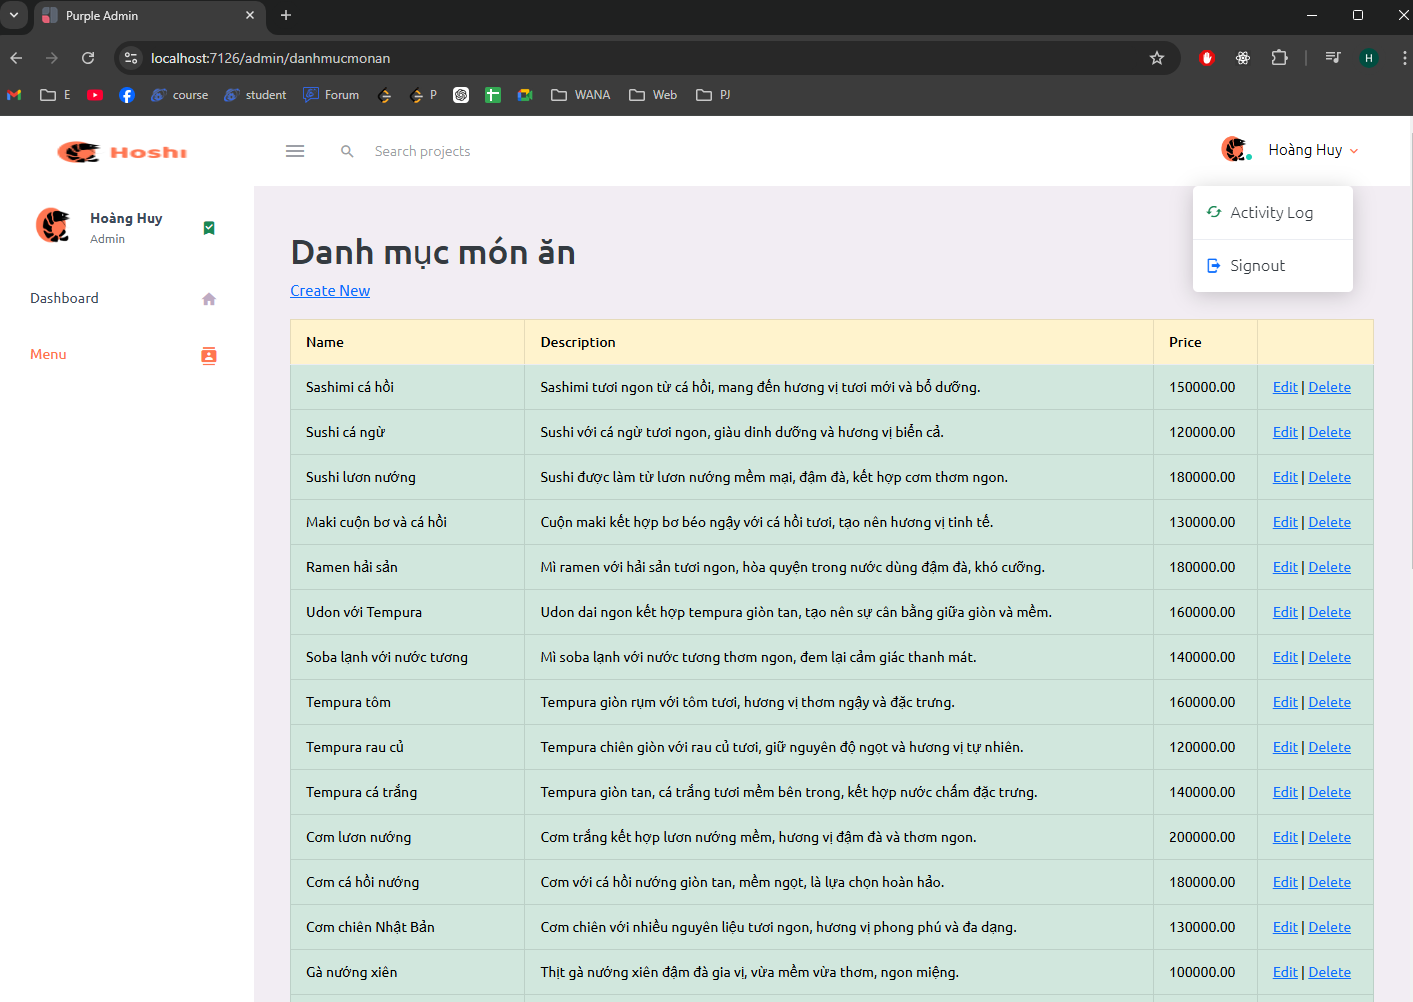 Purple Admin
localhost:7126/admin/danhmucmonan
H
E
course
student
Forum
P
WANA
Web
PJ
Hoshi
Search projects
Hoàng Huy
Activity Log
Signout
Hoàng Huy
Admin
Dashboard
Menu
Danh mục món ăn
Create New
Name Description Price
Sashimi cá hồi Sashimi tươi ngon từ cá hồi, mang đến hương vị tươi mới và bổ dưỡng. 150000.00 Edit | Delete
Sushi cá ngừ Sushi với cá ngừ tươi ngon, giàu dinh dưỡng và hương vị biển cả. 120000.00 Edit | Delete
Sushi lươn nướng Sushi được làm từ lươn nướng mềm mại, đậm đà, kết hợp cơm thơm ngon. 180000.00 Edit | Delete
Maki cuộn bơ và cá hồi Cuộn maki kết hợp bơ béo ngậy với cá hồi tươi, tạo nên hương vị tinh tế. 130000.00 Edit | Delete
Ramen hải sản Mì ramen với hải sản tươi ngon, hòa quyện trong nước dùng đậm đà, khó cưỡng. 180000.00 Edit | Delete
Udon với Tempura Udon dai ngon kết hợp tempura giòn tan, tạo nên sự cân bằng giữa giòn và mềm. 160000.00 Edit | Delete
Soba lạnh với nước tương Mì soba lạnh với nước tương thơm ngon, đem lại cảm giác thanh mát. 140000.00 Edit | Delete
Tempura tôm Tempura giòn rụm với tôm tươi, hương vị thơm ngậy và đặc trưng. 160000.00 Edit | Delete
Tempura rau củ Tempura chiên giòn với rau củ tươi, giữ nguyên độ ngọt và hương vị tự nhiên. 120000.00 Edit | Delete
Tempura cá trắng Tempura giòn tan, cá trắng tươi mềm bên trong, kết hợp nước chấm đặc trưng. 140000.00 Edit | Delete
Cơm lươn nướng Cơm trắng kết hợp lươn nướng mềm, hương vị đậm đà và thơm ngon. 200000.00 Edit | Delete
Cơm cá hồi nướng Cơm với cá hồi nướng giòn tan, mềm ngọt, là lựa chọn hoàn hảo. 180000.00 Edit | Delete
Cơm chiên Nhật Bản Cơm chiên với nhiều nguyên liệu tươi ngon, hương vị phong phú và đa dạng. 130000.00 Edit | Delete
Gà nướng xiên Thịt gà nướng xiên đậm đà gia vị, vừa mềm vừa thơm, ngon miệng. 100000.00 Edit | Delete